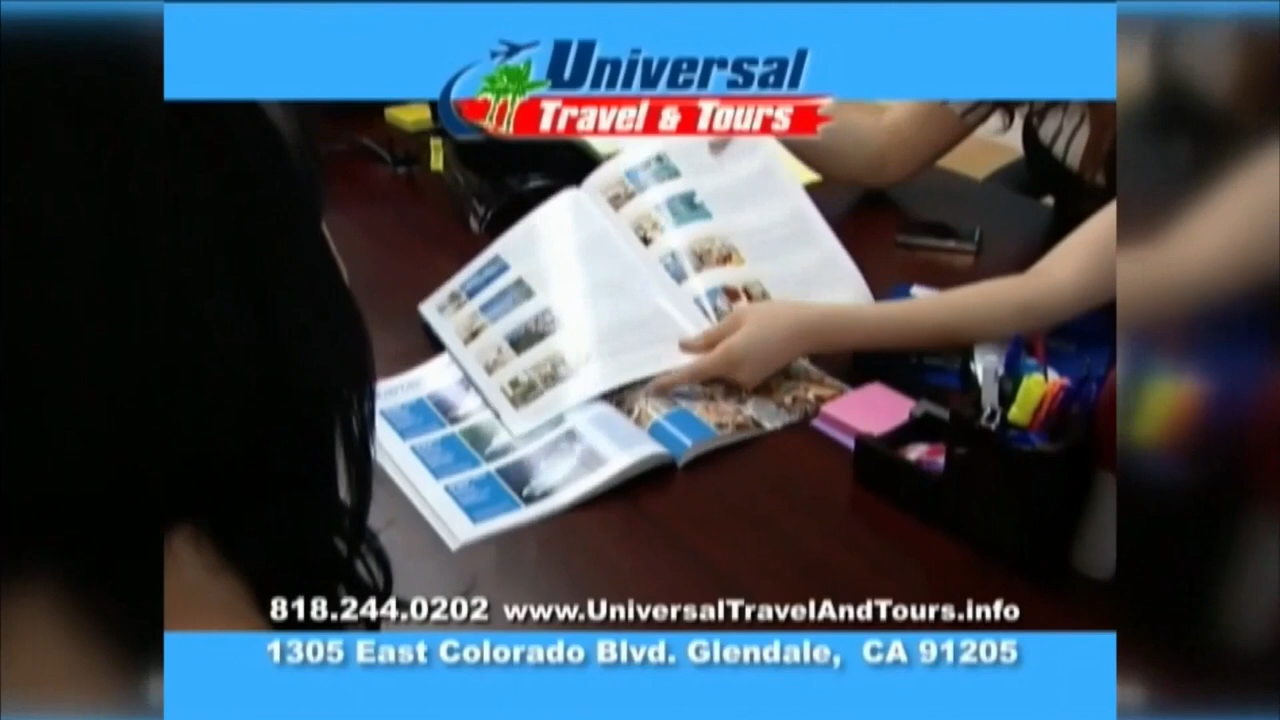 Universal
Travel & Tours
818.244.0202 www.UniversalTravelAndTours.info
1305 East Colorado Blvd. Glendale, CA 91205